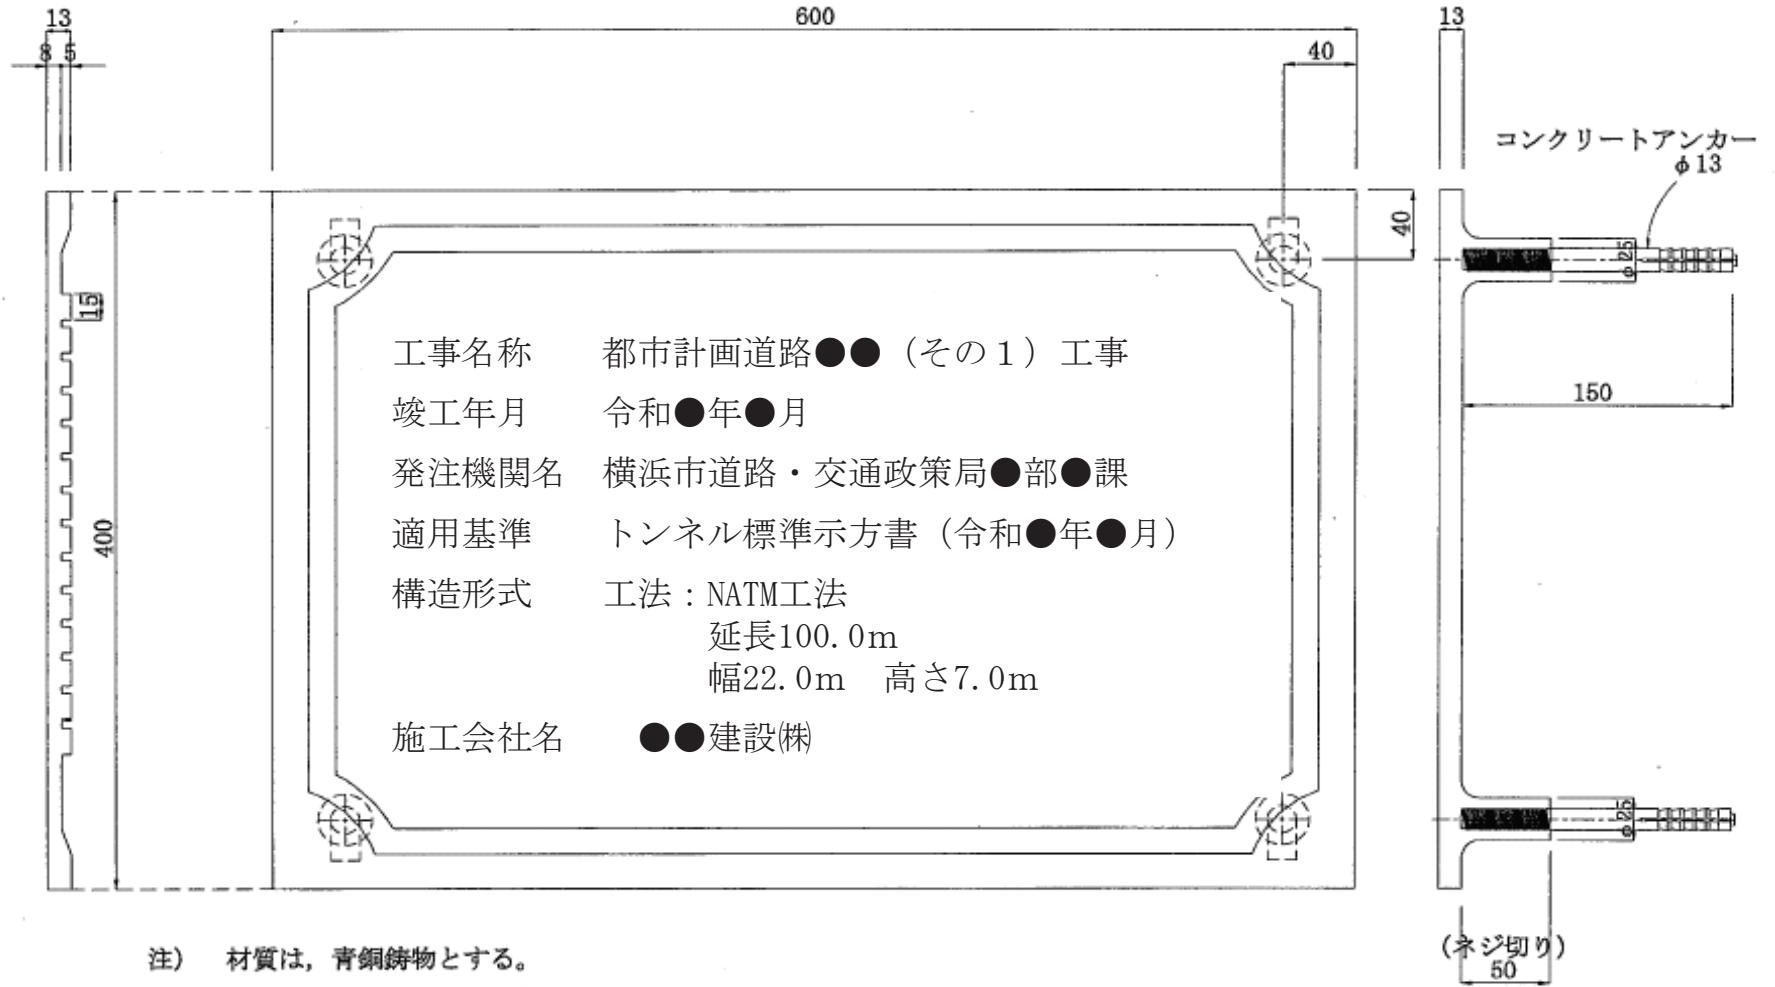 13
600
13
8 5
40
コンクリートアンカー
φ13
40
15
φ25
150
400
工事名称 都市計画道路●●（その１）工事
竣工年月 令和●年●月
発注機関名 横浜市道路・交通政策局●部●課
適用基準 トンネル標準示方書（令和●年●月）
構造形式 工法：NATM工法
延長100.0m
幅22.0m 高さ7.0m
施工会社名 ●●建設㈱
φ25
（ネジ切り）
50
注） 材質は，青銅鋳物とする。